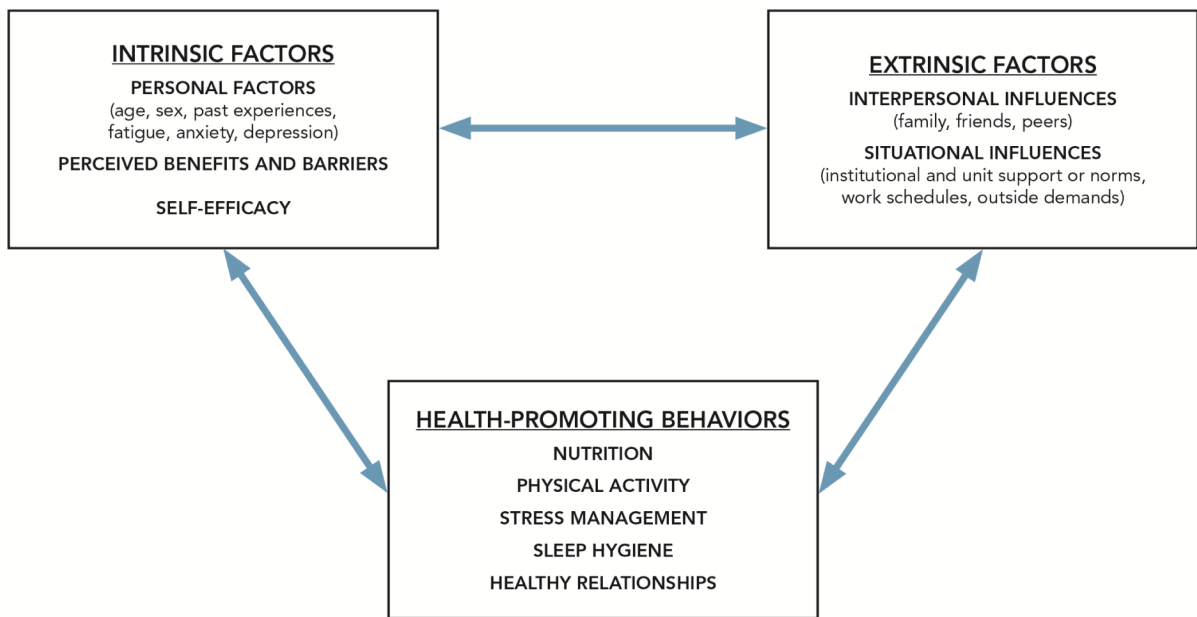 INTRINSIC FACTORS
PERSONAL FACTORS
(age, sex, past experiences,
fatigue, anxiety, depression)
PERCEIVED BENEFITS AND BARRIERS
SELF-EFFICACY
EXTRINSIC FACTORS
INTERPERSONAL INFLUENCES
(family, friends, peers)
SITUATIONAL INFLUENCES
(institutional and unit support or norms,
work schedules, outside demands)
HEALTH-PROMOTING BEHAVIORS
NUTRITION
PHYSICAL ACTIVITY
STRESS MANAGEMENT
SLEEP HYGIENE
HEALTHY RELATIONSHIPS